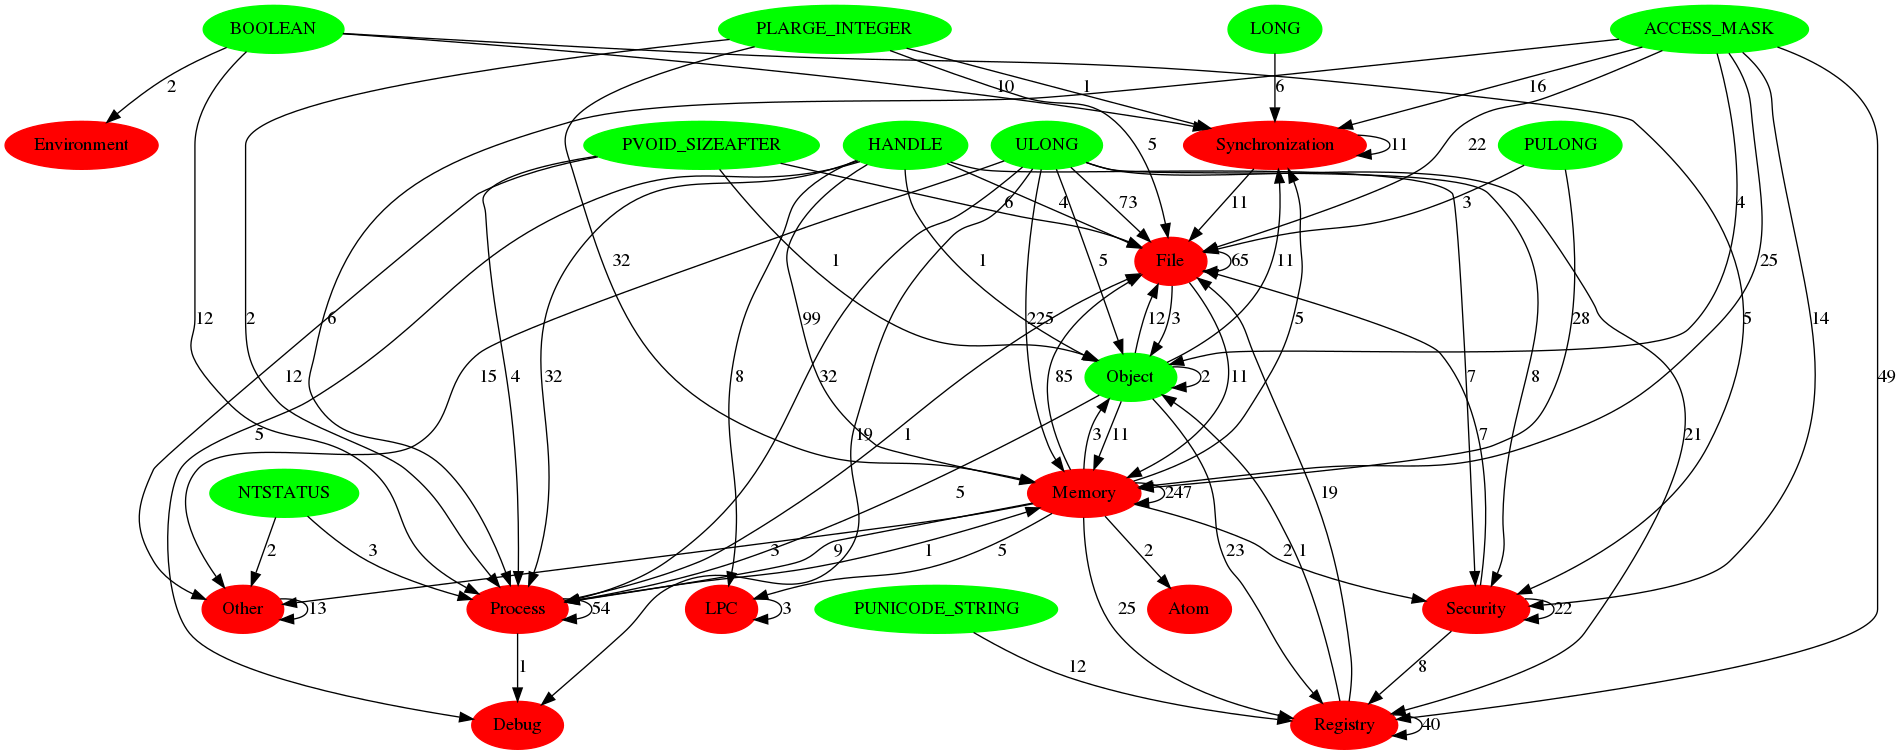 BOOLEAN PLARGE_INTEGER LONG ACCESS_MASK
2 10 1 6 16
Environment PVOID_SIZEAFTER HANDLE ULONG Synchronization 11 5 22 PULONG
6 4 73 11 3 4
32 1 1 5 File 65 11 25
12 2 6 99 225 12 3 5 28 5 14
12 15 4 32 8 32 85 11 Object 2 7 8 49
5 19 1 3 11 7 21
NTSTATUS 5 Memory 247 19
2 3 3 9 1 5 2 23 2 1
Other 13 Process 54 LPC 3 PUNICODE_STRING 25 Atom Security 22
1 12 8
Debug Registry 40